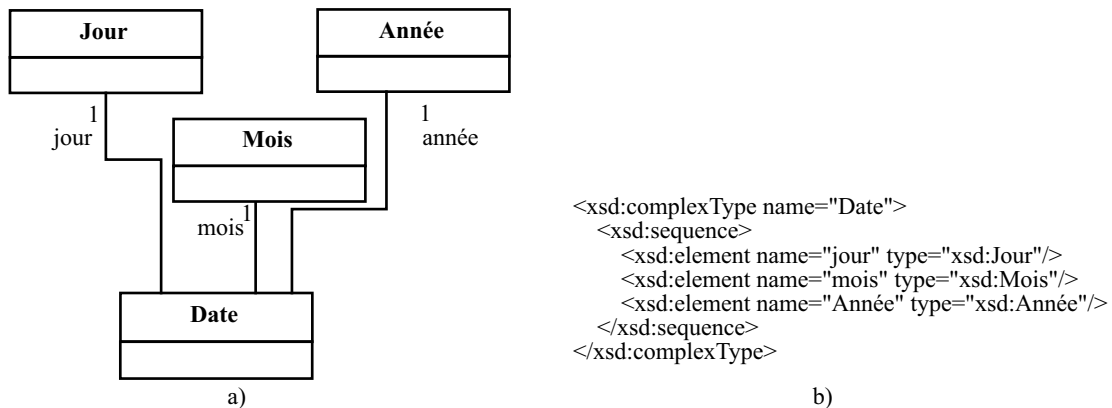 Jour
Année
1
jour
1
année
Mois
1
mois
Date
a)
<xsd:complexType name="Date">
<xsd:sequence>
<xsd:element name="jour" type="xsd:Jour"/>
<xsd:element name="mois" type="xsd:Mois"/>
<xsd:element name="Année" type="xsd:Année"/>
</xsd:sequence>
</xsd:complexType>
b)